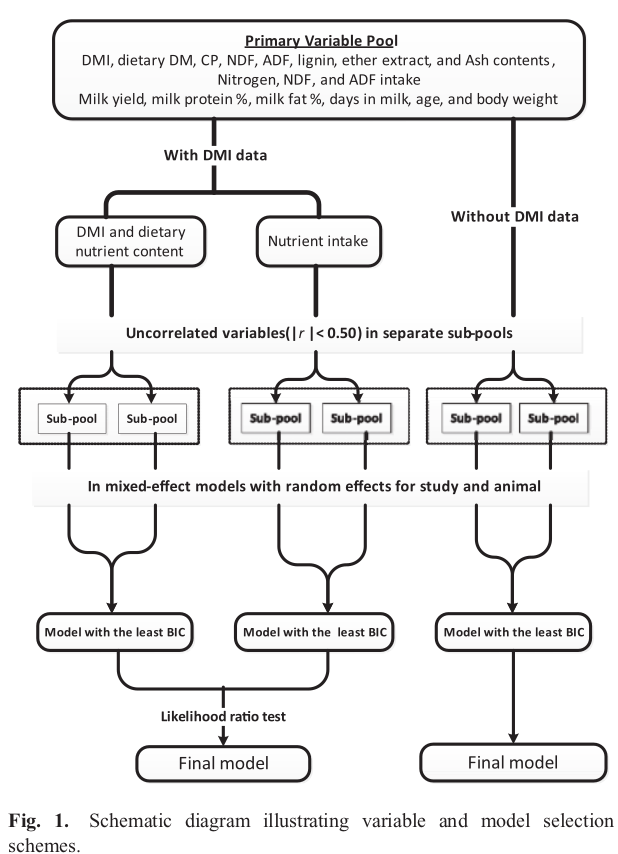 Primary Variable Pool
DMI, dietary DM, CP, NDF, ADF, lignin, ether extract, and Ash contents,
Nitrogen, NDF, and ADF intake
Milk yield, milk protein %, milk fat %, days in milk, age, and body weight
With DMI data
Without DMI data
DMI and dietary
nutrient content
Nutrient intake
Uncorrelated variables(|r|< 0.50) in separate sub-pools
Sub-pool
Sub-pool
Sub-pool
Sub-pool
Sub-pool
Sub-pool
In mixed-effect models with random effects for study and animal
Model with the least BIC
Model with the least BIC
Model with the least BIC
Likelihood ratio test
Final model
Final model
Fig. 1. Schematic diagram illustrating variable and model selection
schemes.